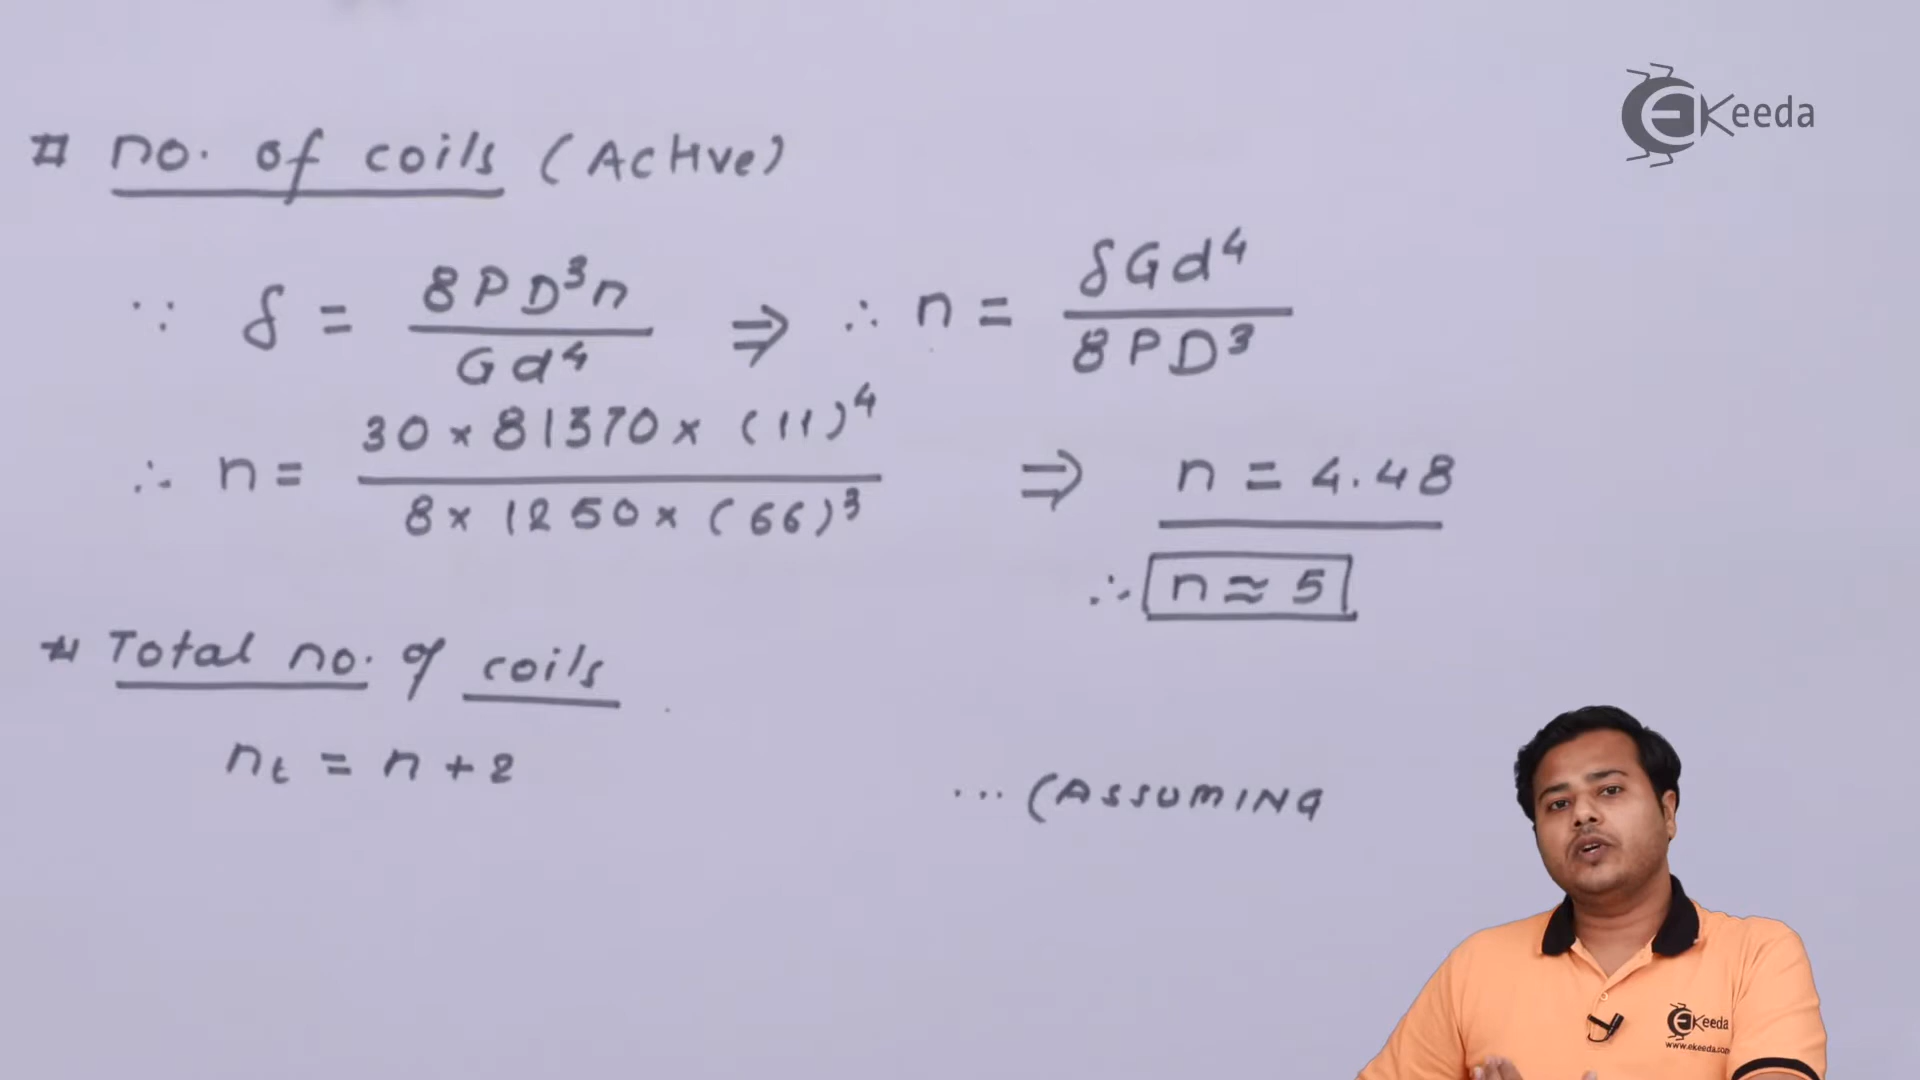 EKeeda
# no. of coils (Active)
∵ δ = 8PD³n / Gd⁴ ⇒ ∴ n = δGd⁴ / 8PD³
∴ n = 30 × 81370 × (11)⁴ / 8 × 1250 × (66)³ ⇒ n = 4.48
∴ n ≈ 5
# Total no. of coils
nₜ = n + 2 ... (ASSUMING
EKeeda
www.ekeeda.com